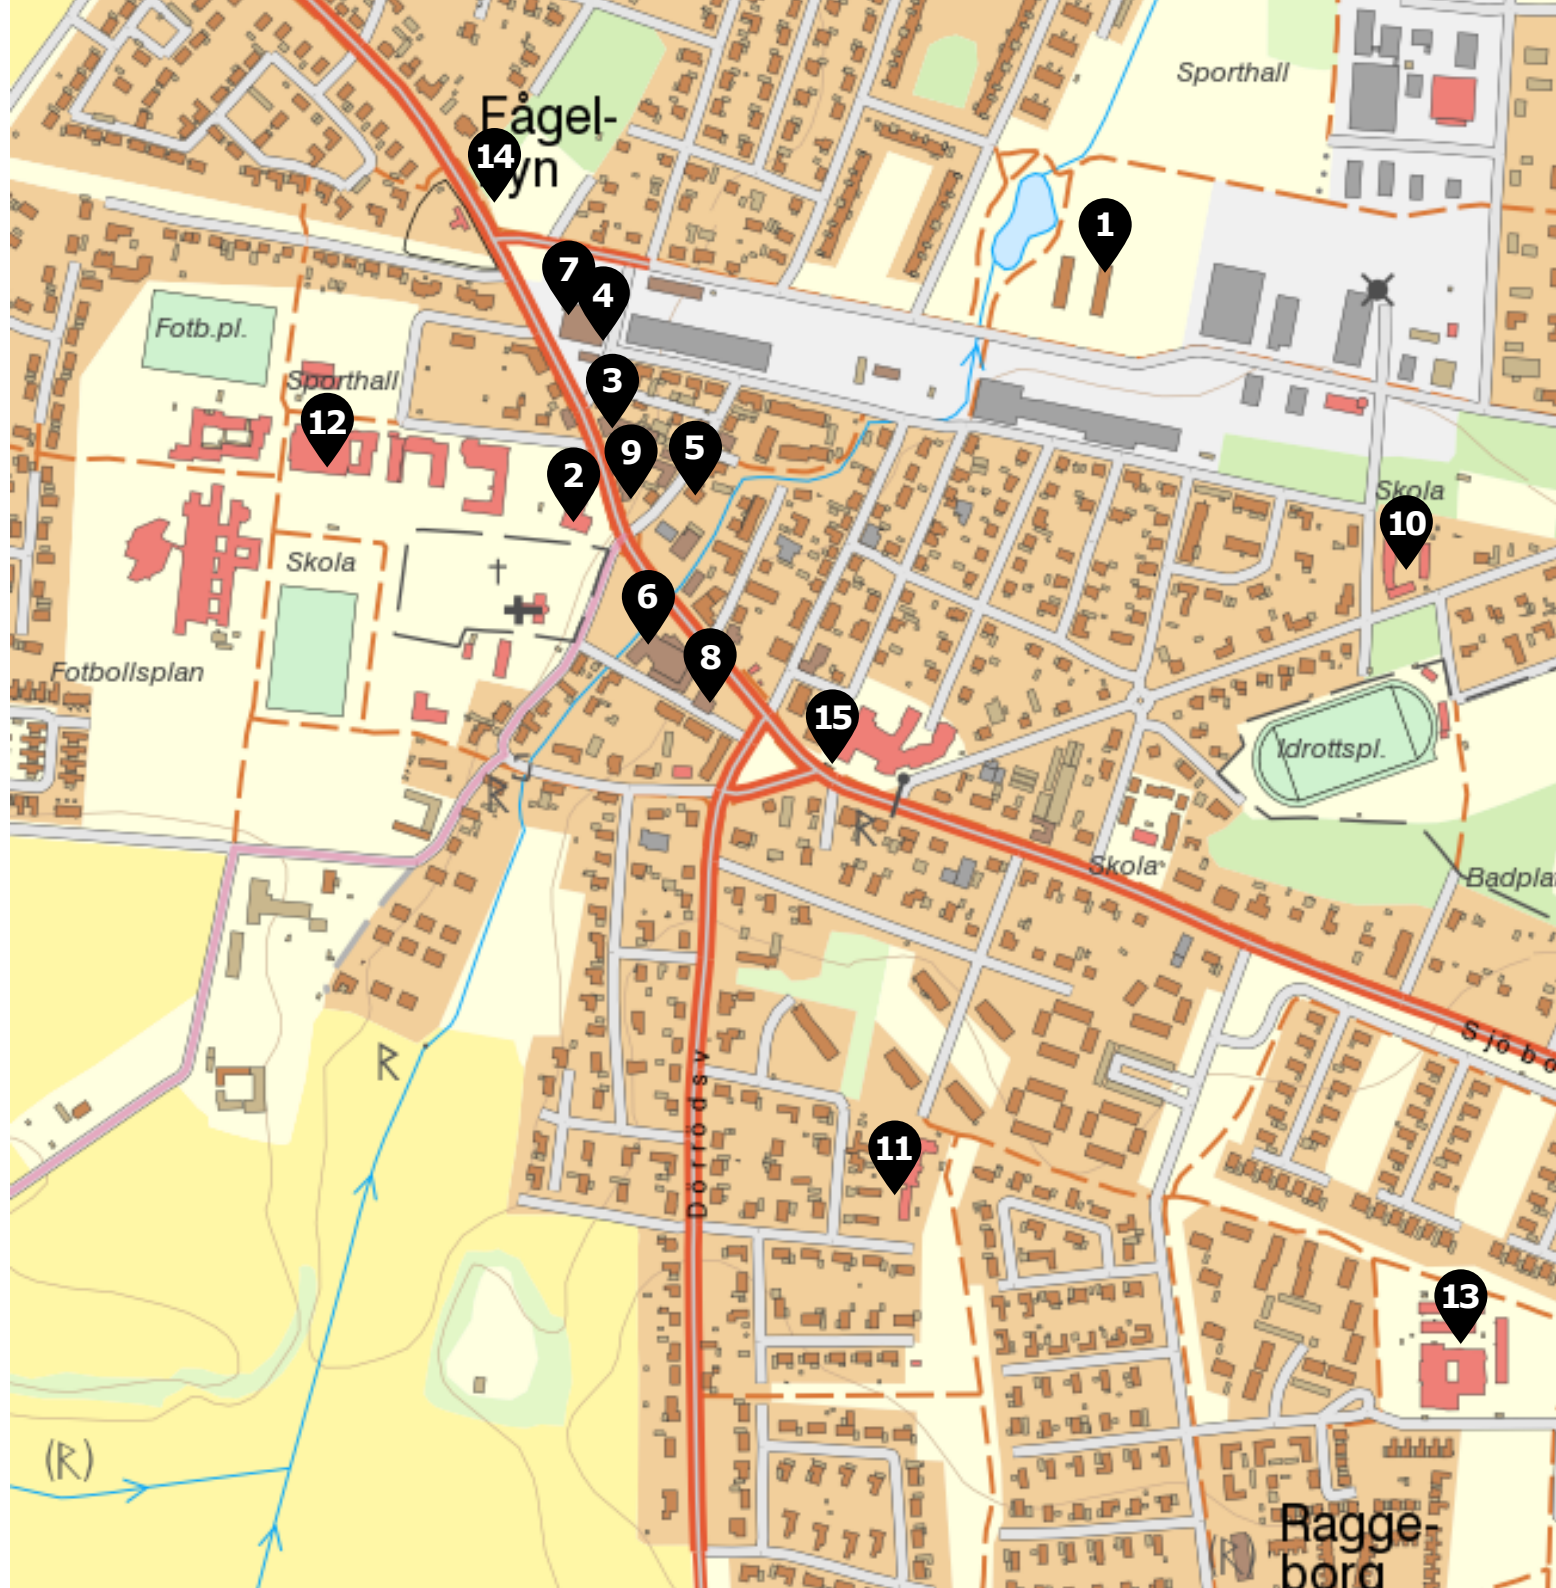 Sporthall
Fågel-
yn
14
1
7
4
Fotb.pl.
Sporthall
3
12
9
5
2
Skola
10
Skola
6
8
Fotbollsplan
15
Idrottspl.
R
R
Skola
Badpla
R
Sjöbo
Dörrödsv
11
13
(R)
Ragge-
borg
(R)